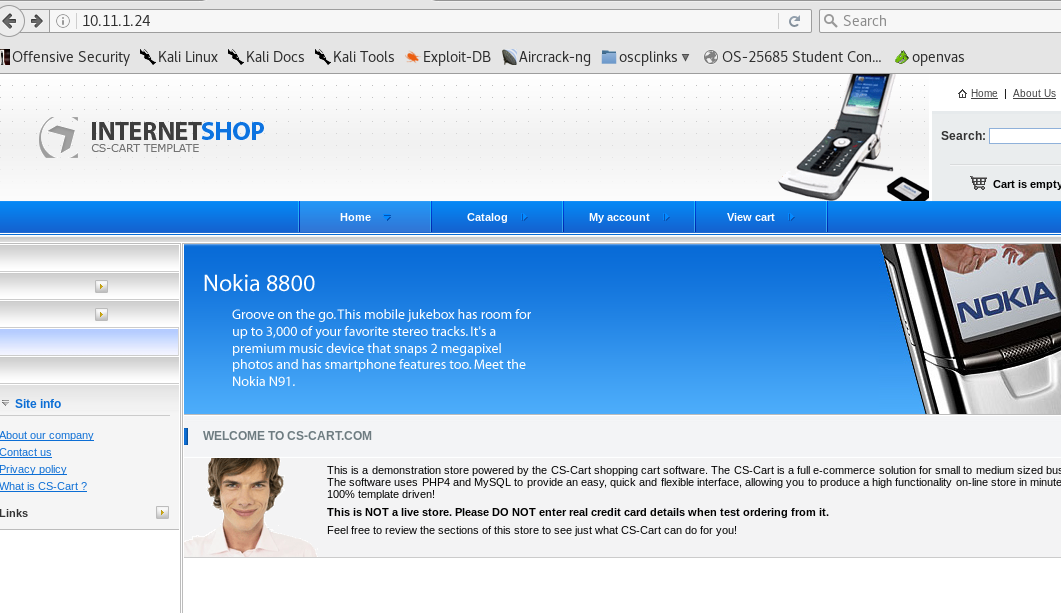 10.11.1.24
Search
Offensive Security Kali Linux Kali Docs Kali Tools Exploit-DB Aircrack-ng oscplinks OS-25685 Student Con... openvas
Home | About Us
INTERNETSHOP
CS-CART TEMPLATE
Search:
Cart is empty
Home Catalog My account View cart
Nokia 8800
Groove on the go. This mobile jukebox has room for
up to 3,000 of your favorite stereo tracks. It's a
premium music device that snaps 2 megapixel
photos and has smartphone features too. Meet the
Nokia N91.
NOKIA
Site info
About our company
Contact us
Privacy policy
What is CS-Cart ?
Links
WELCOME TO CS-CART.COM
This is a demonstration store powered by the CS-Cart shopping cart software. The CS-Cart is a full e-commerce solution for small to medium sized bus
The software uses PHP4 and MySQL to provide an easy, quick and flexible interface, allowing you to produce a high functionality on-line store in minute
100% template driven!
This is NOT a live store. Please DO NOT enter real credit card details when test ordering from it.
Feel free to review the sections of this store to see just what CS-Cart can do for you!